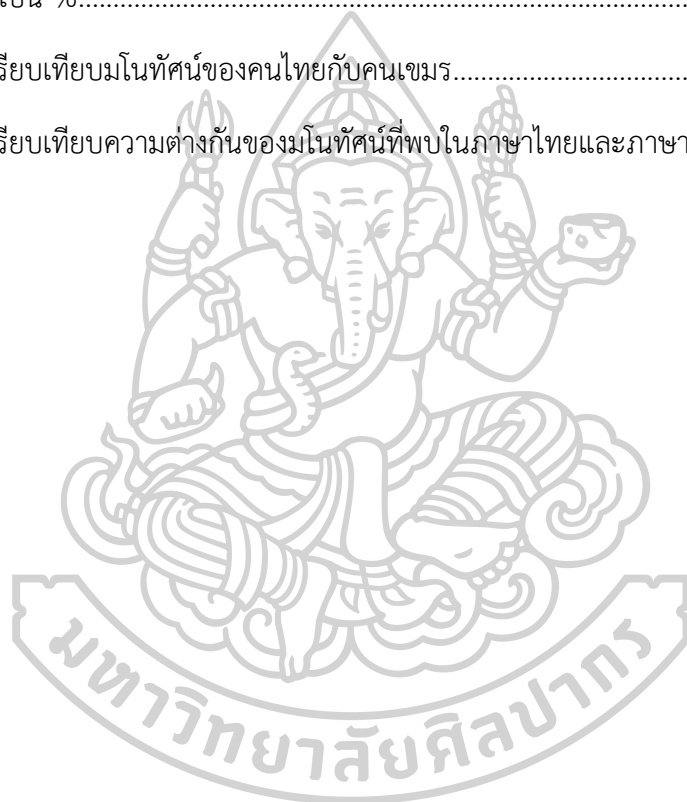 เป็น %
รียบเทียบมโนทัศน์ของคนไทยกับคนเขมร
รียบเทียบความต่างกันของมโนทัศน์ที่พบในภาษาไทยและภาษา
มหาวิทยาลัยศิลปากร